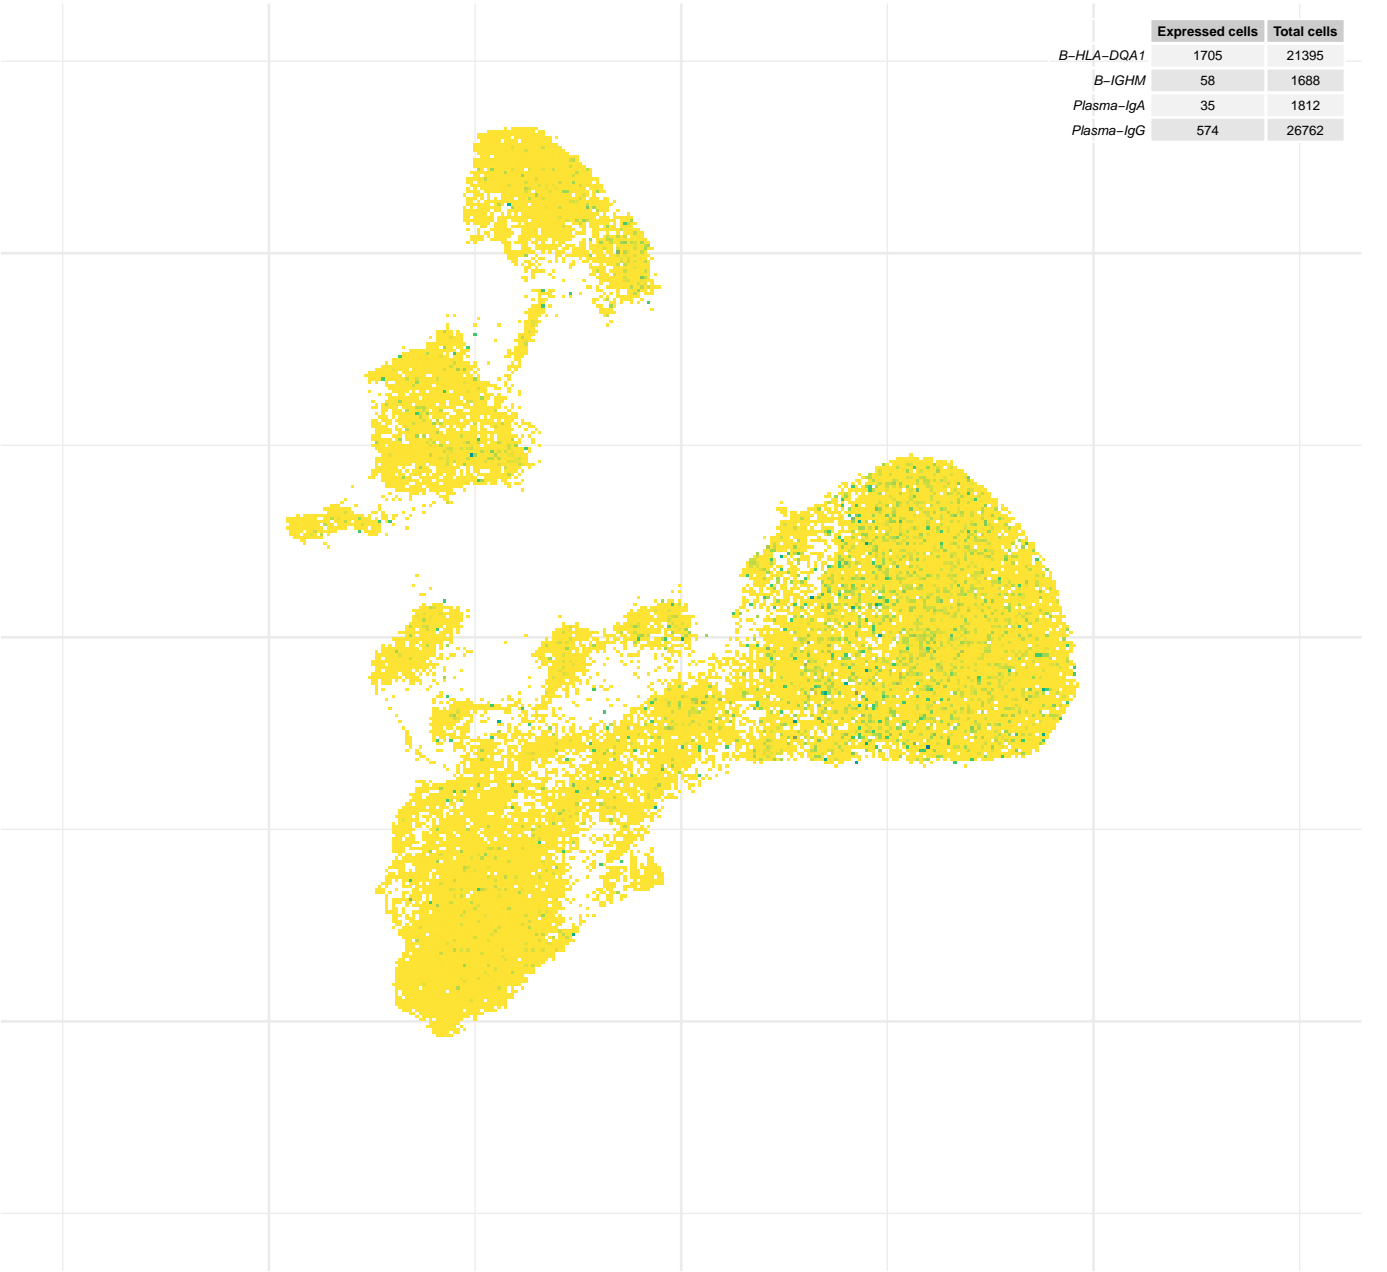 Expressed cells Total cells
B−HLA−DQA1 1705 21395
B−IGHM 58 1688
Plasma−IgA 35 1812
Plasma−IgG 574 26762